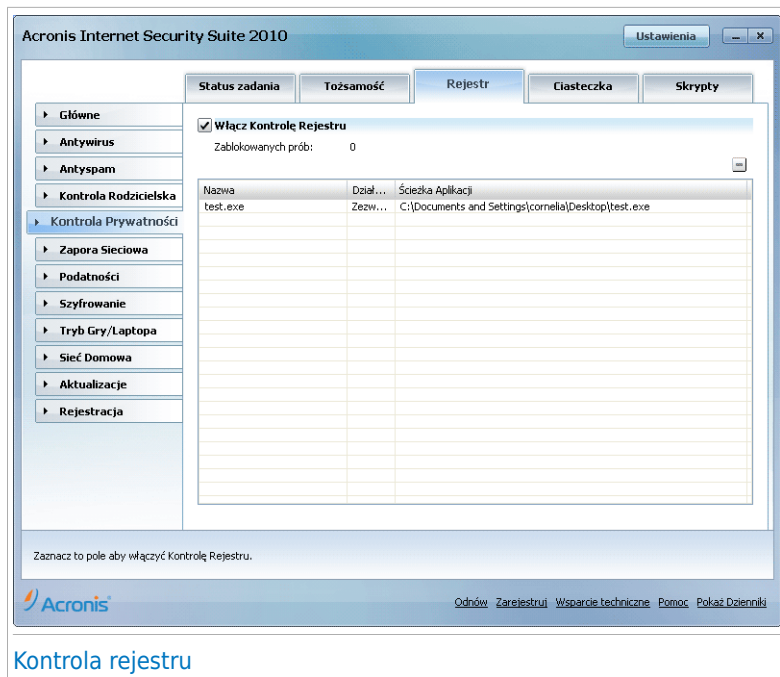 Acronis Internet Security Suite 2010
Ustawienia
Status zadania
Tożsamość
Rejestr
Ciasteczka
Skrypty
Główne
Antywirus
Antyspam
Kontrola Rodzicielska
Kontrola Prywatności
Zapora Sieciowa
Podatności
Szyfrowanie
Tryb Gry/Laptopa
Sieć Domowa
Aktualizacje
Rejestracja
Włącz Kontrolę Rejestru
Zablokowanych prób: 0
Nazwa Dział... Ścieżka Aplikacji
test.exe Zezw... C:\Documents and Settings\cornelia\Desktop\test.exe
Zaznacz to pole aby włączyć Kontrolę Rejestru.
Acronis
Odnów Zarejestruj Wsparcie techniczne Pomoc Pokaż Dzienniki
Kontrola rejestru